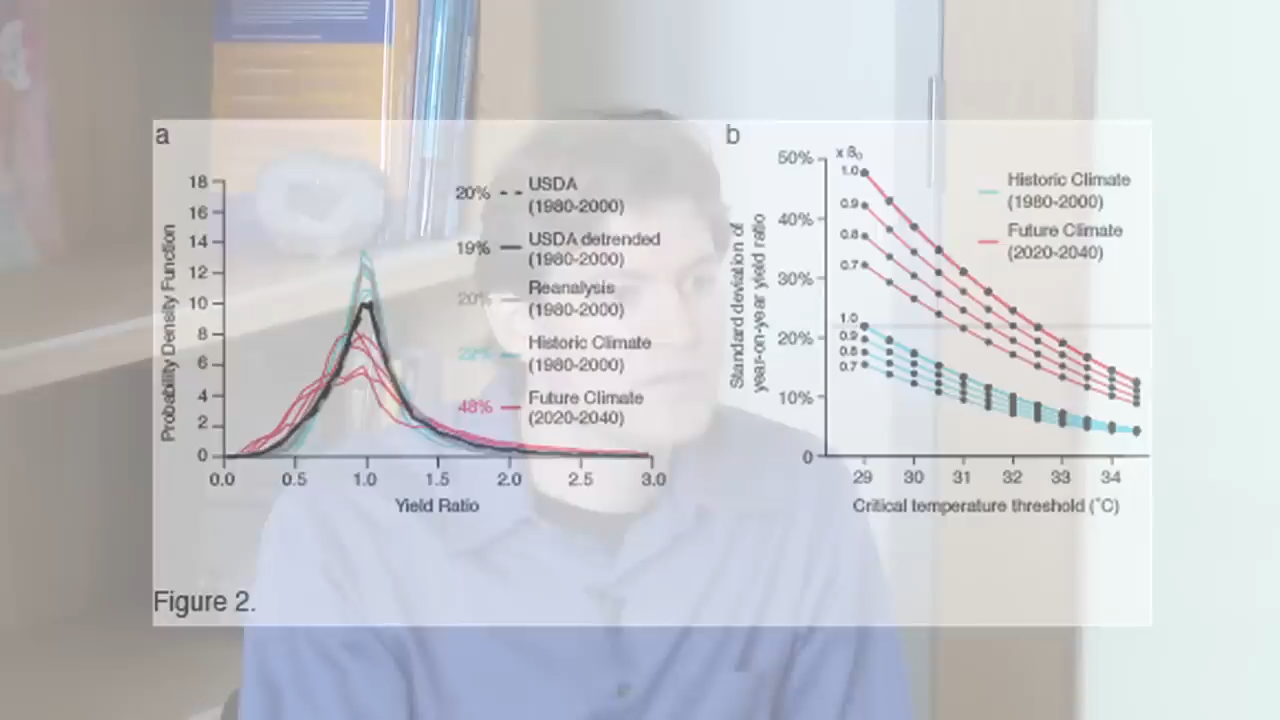 a
18
16
14
12
10
8
6
4
2
0
Probability Density Function
0.0 0.5 1.0 1.5 2.0 2.5 3.0
Yield Ratio
20% USDA
(1980-2000)
19% USDA detrended
(1980-2000)
20% Reanalysis
(1980-2000)
Historic Climate
(1980-2000)
48% Future Climate
(2020-2040)
b
50%
40%
30%
20%
10%
0
Standard deviation of
year-on-year yield ratio
x ß₀
1.0
0.9
0.8
0.7
1.0
0.9
0.8
0.7
Historic Climate
(1980-2000)
Future Climate
(2020-2040)
29 30 31 32 33 34
Critical temperature threshold (˚C)
Figure 2.